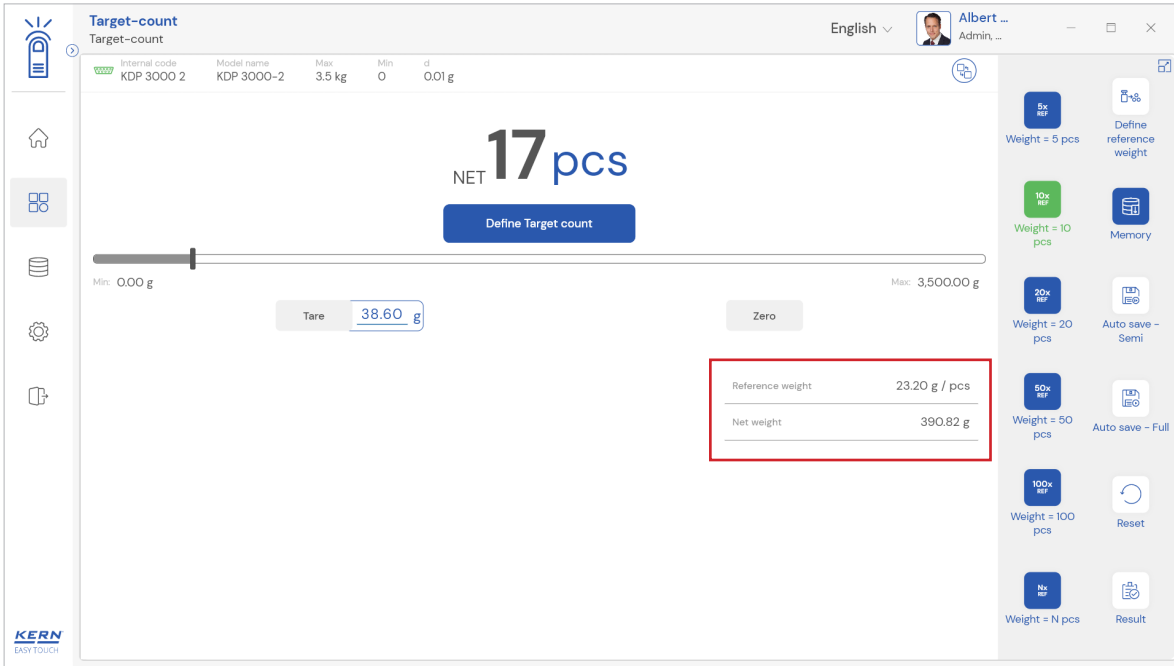 Target-count
Target-count
English
Albert ...
Admin, ...
Internal code
KDP 3000 2
Model name
KDP 3000-2
Max
3.5 kg
Min
0
d
0.01 g
NET 17 pcs
Define Target count
Min: 0.00 g
Max: 3,500.00 g
Tare
38.60 g
Zero
Reference weight 23.20 g / pcs
Net weight 390.82 g
5x
REF
Weight = 5 pcs
Define
reference
weight
10x
REF
Weight = 10
pcs
Memory
20x
REF
Weight = 20
pcs
Auto save -
Semi
50x
REF
Weight = 50
pcs
Auto save - Full
100x
REF
Weight = 100
pcs
Reset
Nx
REF
Weight = N pcs
Result
KERN
EASY TOUCH